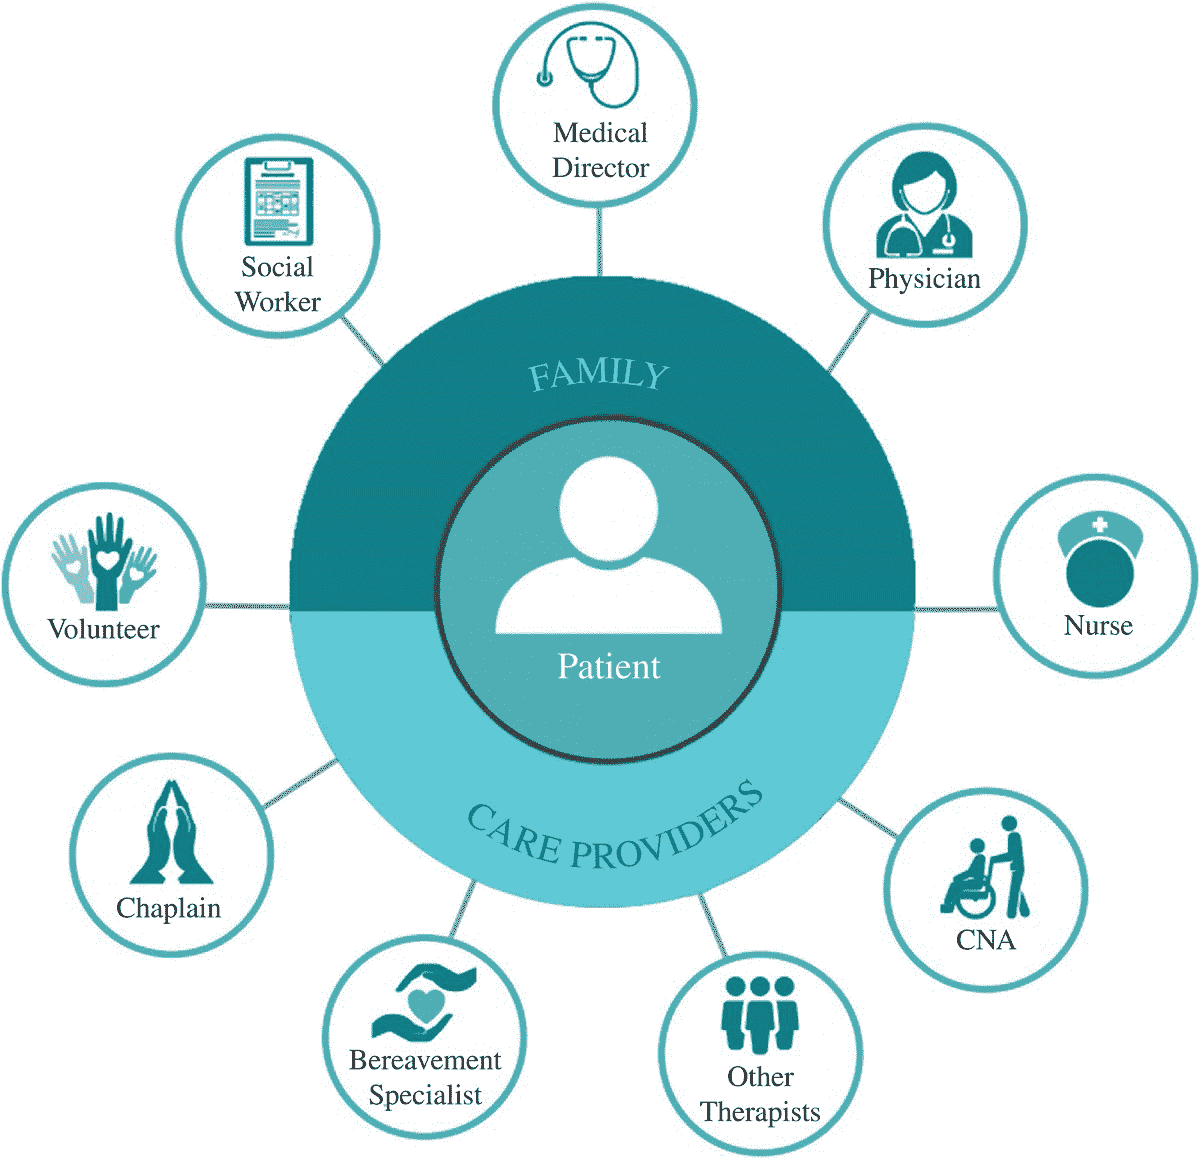 Medical
Director
Physician
Social
Worker
FAMILY
Patient
Volunteer
Nurse
CARE PROVIDERS
Chaplain
CNA
Bereavement
Specialist
Other
Therapists